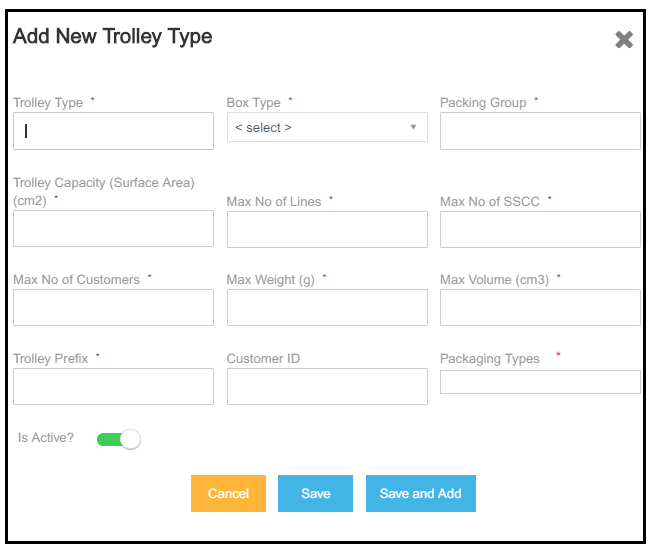 Add New Trolley Type
Trolley Type *
Box Type *
Packing Group *
< select >
Trolley Capacity (Surface Area)
(cm2) *
Max No of Lines *
Max No of SSCC *
Max No of Customers *
Max Weight (g) *
Max Volume (cm3) *
Trolley Prefix *
Customer ID
Packaging Types *
Is Active?
Cancel
Save
Save and Add